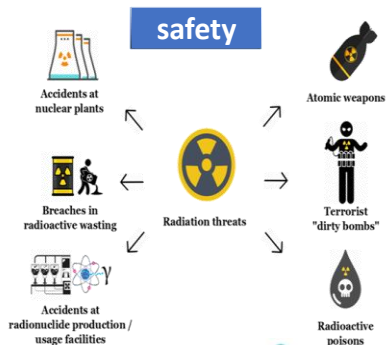 safety
Accidents at
nuclear plants
Atomic weapons
Breaches in
radioactive wasting
Radiation threats
Terrorist
"dirty bombs"
γ
Accidents at
radionuclide production /
usage facilities
Radioactive
poisons